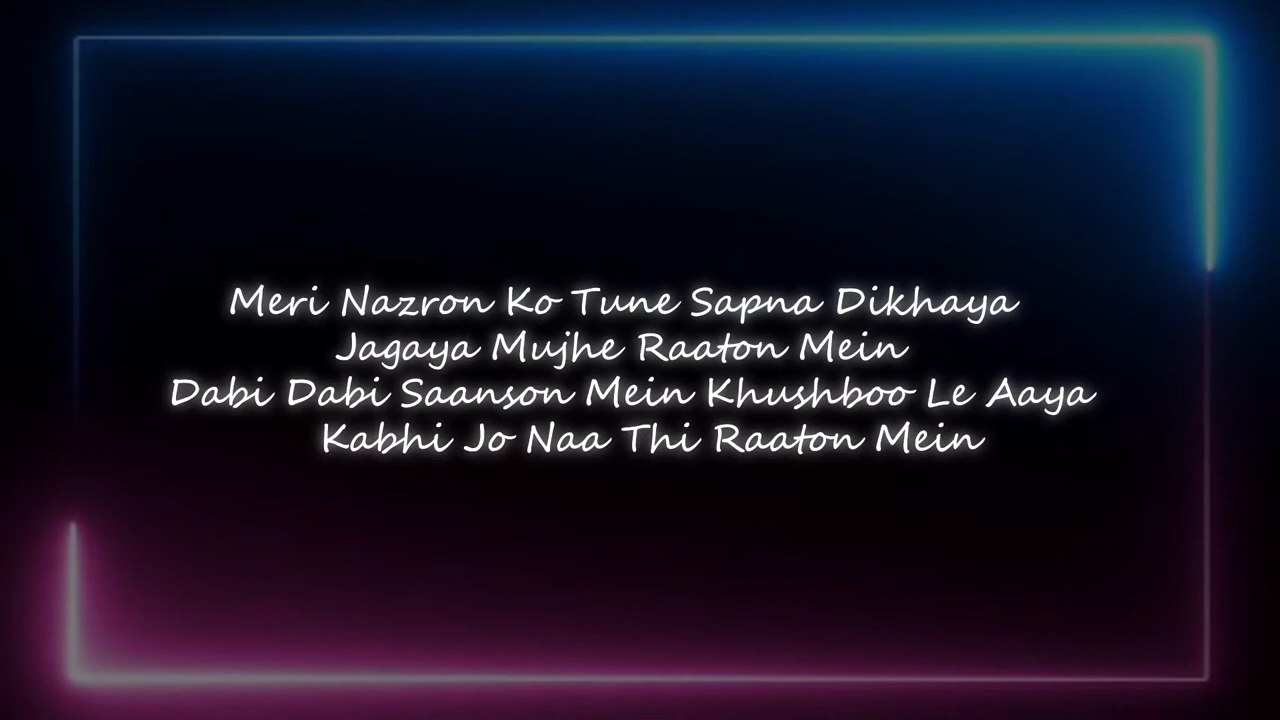 Meri Nazron Ko Tune Sapna Dikhaya
Jagaya Mujhe Raaton Mein
Dabi Dabi Saanson Mein Khushboo Le Aaya
Kabhi Jo Naa Thi Raaton Mein